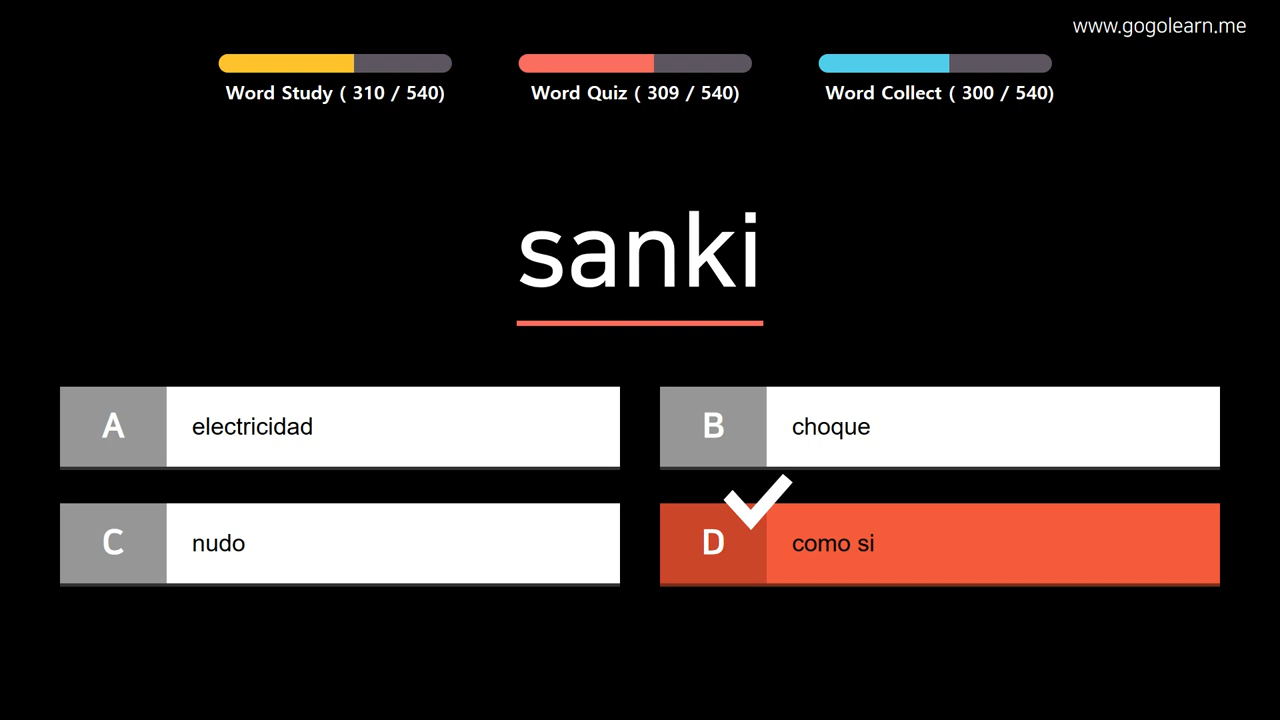 www.gogolearn.me
Word Study ( 310 / 540)
Word Quiz ( 309 / 540)
Word Collect ( 300 / 540)
sanki
A electricidad
B choque
C nudo
D como si